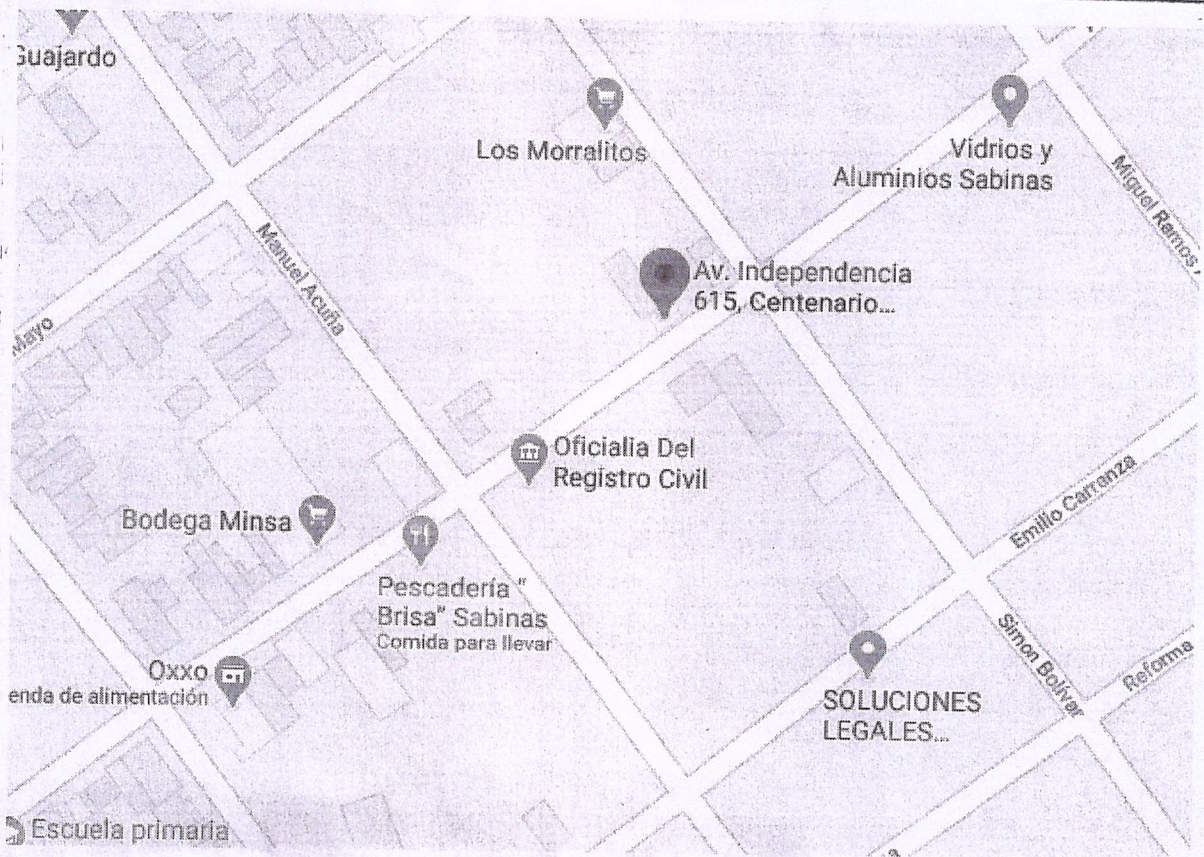 Guajardo
Los Morralitos
Vidrios y
Aluminios Sabinas
Miguel Ramos
Manuel Acuña
Av. Independencia
615, Centenario...
Mayo
Oficialia Del
Registro Civil
Emilio Carranza
Bodega Minsa
Pescadería "
Brisa" Sabinas
Comida para llevar
Simon Bolívar
Reforma
Oxxo
enda de alimentación
SOLUCIONES
LEGALES...
Escuela primaria